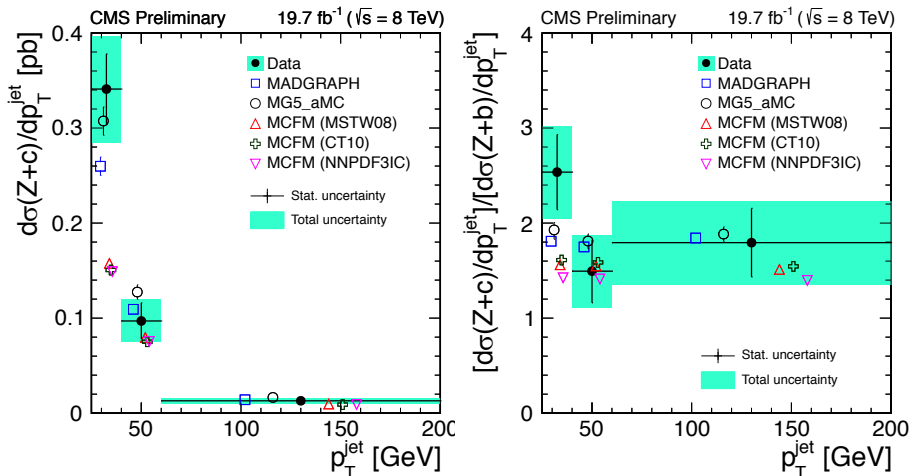 CMS Preliminary 19.7 fb⁻¹ (√s = 8 TeV)
dσ(Z+c)/dp_T^jet [pb]
0.4
0.3
0.2
0.1
0
Data
MADGRAPH
MG5_aMC
MCFM (MSTW08)
MCFM (CT10)
MCFM (NNPDF3IC)
Stat. uncertainty
Total uncertainty
50 100 150 200
p_T^jet [GeV]
CMS Preliminary 19.7 fb⁻¹ (√s = 8 TeV)
[dσ(Z+c)/dp_T^jet]/[dσ(Z+b)/dp_T^jet]
4
3
2
1
0
Data
MADGRAPH
MG5_aMC
MCFM (MSTW08)
MCFM (CT10)
MCFM (NNPDF3IC)
Stat. uncertainty
Total uncertainty
50 100 150 200
p_T^jet [GeV]